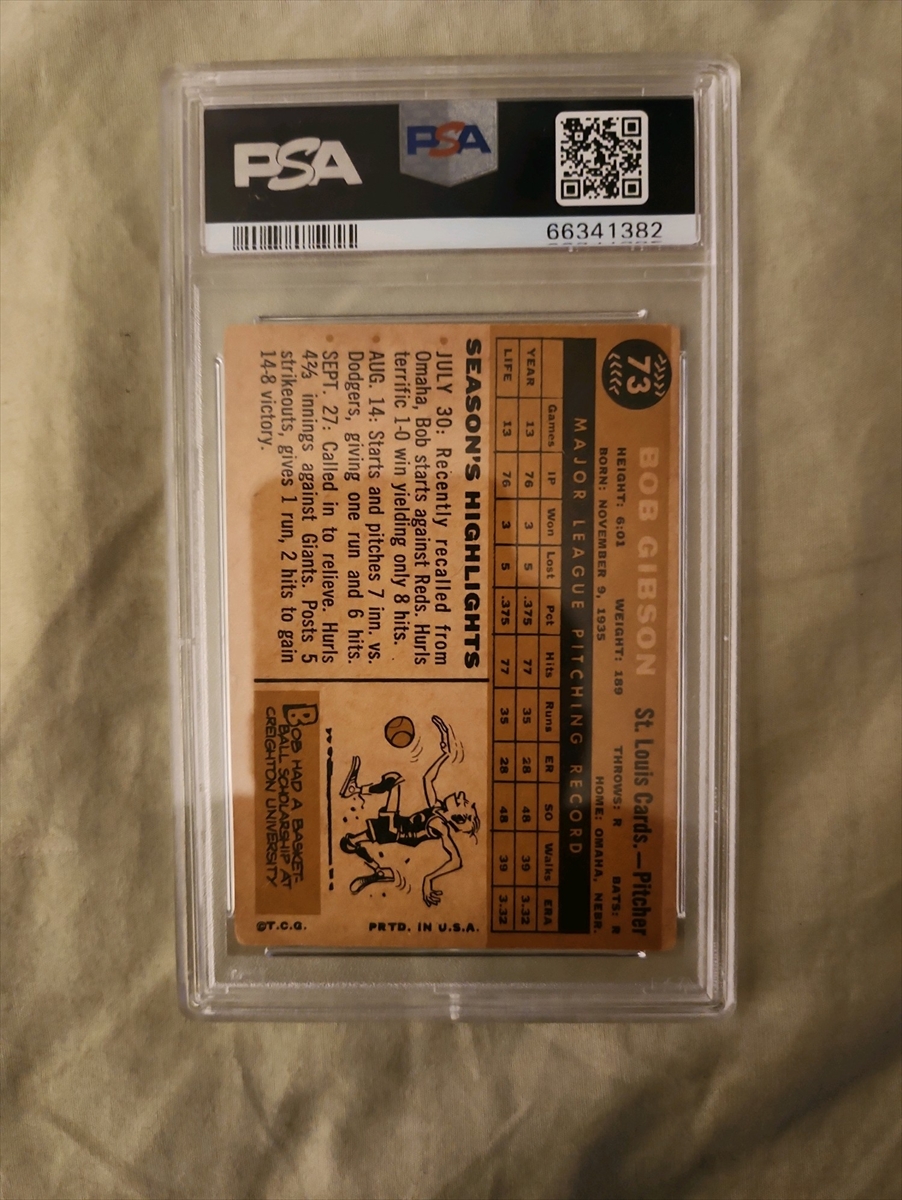 PSA
PSA
66341382
73
BOB GIBSON St. Louis Cards.—Pitcher
HEIGHT: 6:01 WEIGHT: 189 THROWS: R BATS: R
BORN: NOVEMBER 9, 1935 HOME: OMAHA, NEBR.
MAJOR LEAGUE PITCHING RECORD
Games IP Won Lost Pct Hits Runs ER SO Walks ERA
YEAR 13 76 3 5 .375 77 35 28 48 39 3.32
LIFE 13 76 3 5 .375 77 35 28 48 39 3.32
SEASON'S HIGHLIGHTS
• JULY 30: Recently recalled from
Omaha, Bob starts against Reds. Hurls
terrific 1-0 win yielding only 8 hits.
• AUG. 14: Starts and pitches 7 inn. vs.
Dodgers, giving one run and 6 hits.
• SEPT. 27: Called in to relieve. Hurls
4⅔ innings against Giants. Posts 5
strikeouts, gives 1 run, 2 hits to gain
14-8 victory.
BOB HAD A BASKET-
BALL SCHOLARSHIP AT
CREIGHTON UNIVERSITY
©T.C.G. PRTD. IN U.S.A.